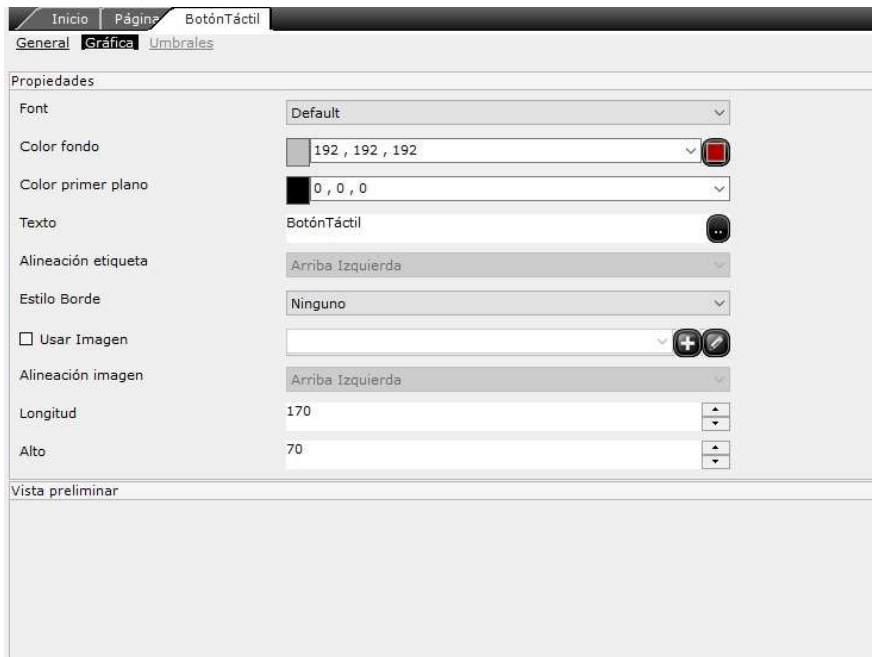 Inicio Página BotónTáctil
General Gráfica Umbrales
Propiedades
Font Default
Color fondo 192 , 192 , 192
Color primer plano 0 , 0 , 0
Texto BotónTáctil ..
Alineación etiqueta Arriba Izquierda
Estilo Borde Ninguno
Usar Imagen
Alineación imagen Arriba Izquierda
Longitud 170
Alto 70
Vista preliminar